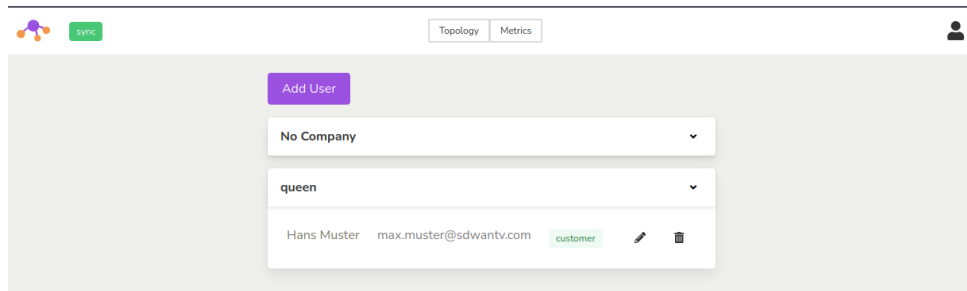 sync Topology Metrics
Add User
No Company
queen
Hans Muster max.muster@sdwantv.com customer